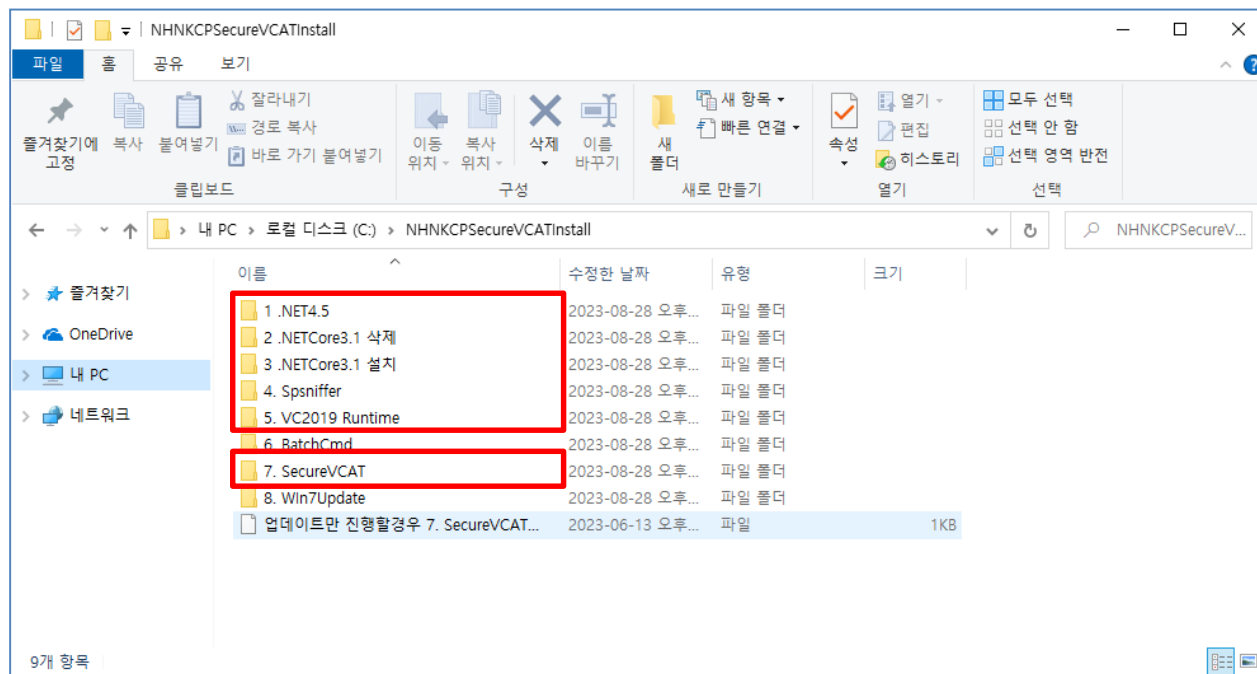 NHNKCPSecureVCATInstall
파일 홈 공유 보기
즐겨찾기에 고정
복사
붙여넣기
잘라내기
경로 복사
바로 가기 붙여넣기
클립보드
이동 위치
복사 위치
삭제
이름 바꾸기
구성
새 폴더
새 항목
빠른 연결
새로 만들기
속성
열기
편집
히스토리
열기
모두 선택
선택 안 함
선택 영역 반전
선택
내 PC › 로컬 디스크 (C:) › NHNKCPSecureVCATInstall
NHNKCPSecureV...
즐겨찾기
OneDrive
내 PC
네트워크
이름 수정한 날짜 유형 크기
1 .NET4.5 2023-08-28 오후... 파일 폴더
2 .NETCore3.1 삭제 2023-08-28 오후... 파일 폴더
3 .NETCore3.1 설치 2023-08-28 오후... 파일 폴더
4. Spsniffer 2023-08-28 오후... 파일 폴더
5. VC2019 Runtime 2023-08-28 오후... 파일 폴더
6. BatchCmd 2023-08-28 오후... 파일 폴더
7. SecureVCAT 2023-08-28 오후... 파일 폴더
8. Win7Update 2023-08-28 오후... 파일 폴더
업데이트만 진행할경우 7. SecureVCAT... 2023-06-13 오후... 파일 1KB
9개 항목